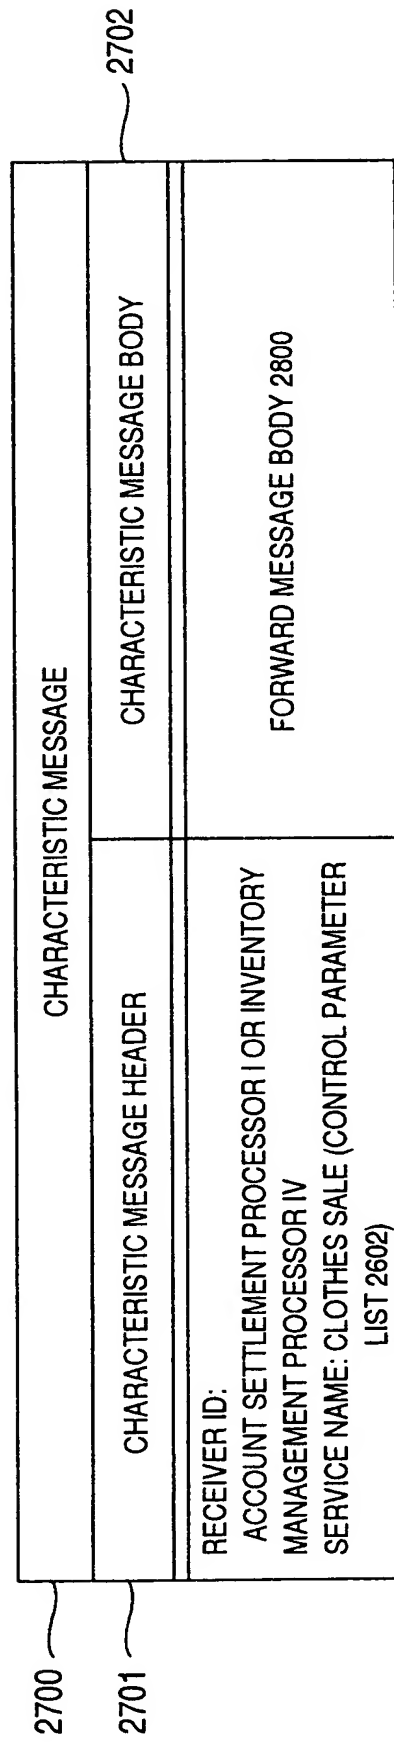 2700
CHARACTERISTIC MESSAGE
2701
CHARACTERISTIC MESSAGE HEADER
CHARACTERISTIC MESSAGE BODY
2702
RECEIVER ID:
ACCOUNT SETTLEMENT PROCESSOR I OR INVENTORY
MANAGEMENT PROCESSOR IV
SERVICE NAME: CLOTHES SALE (CONTROL PARAMETER
LIST 2602)
FORWARD MESSAGE BODY 2800